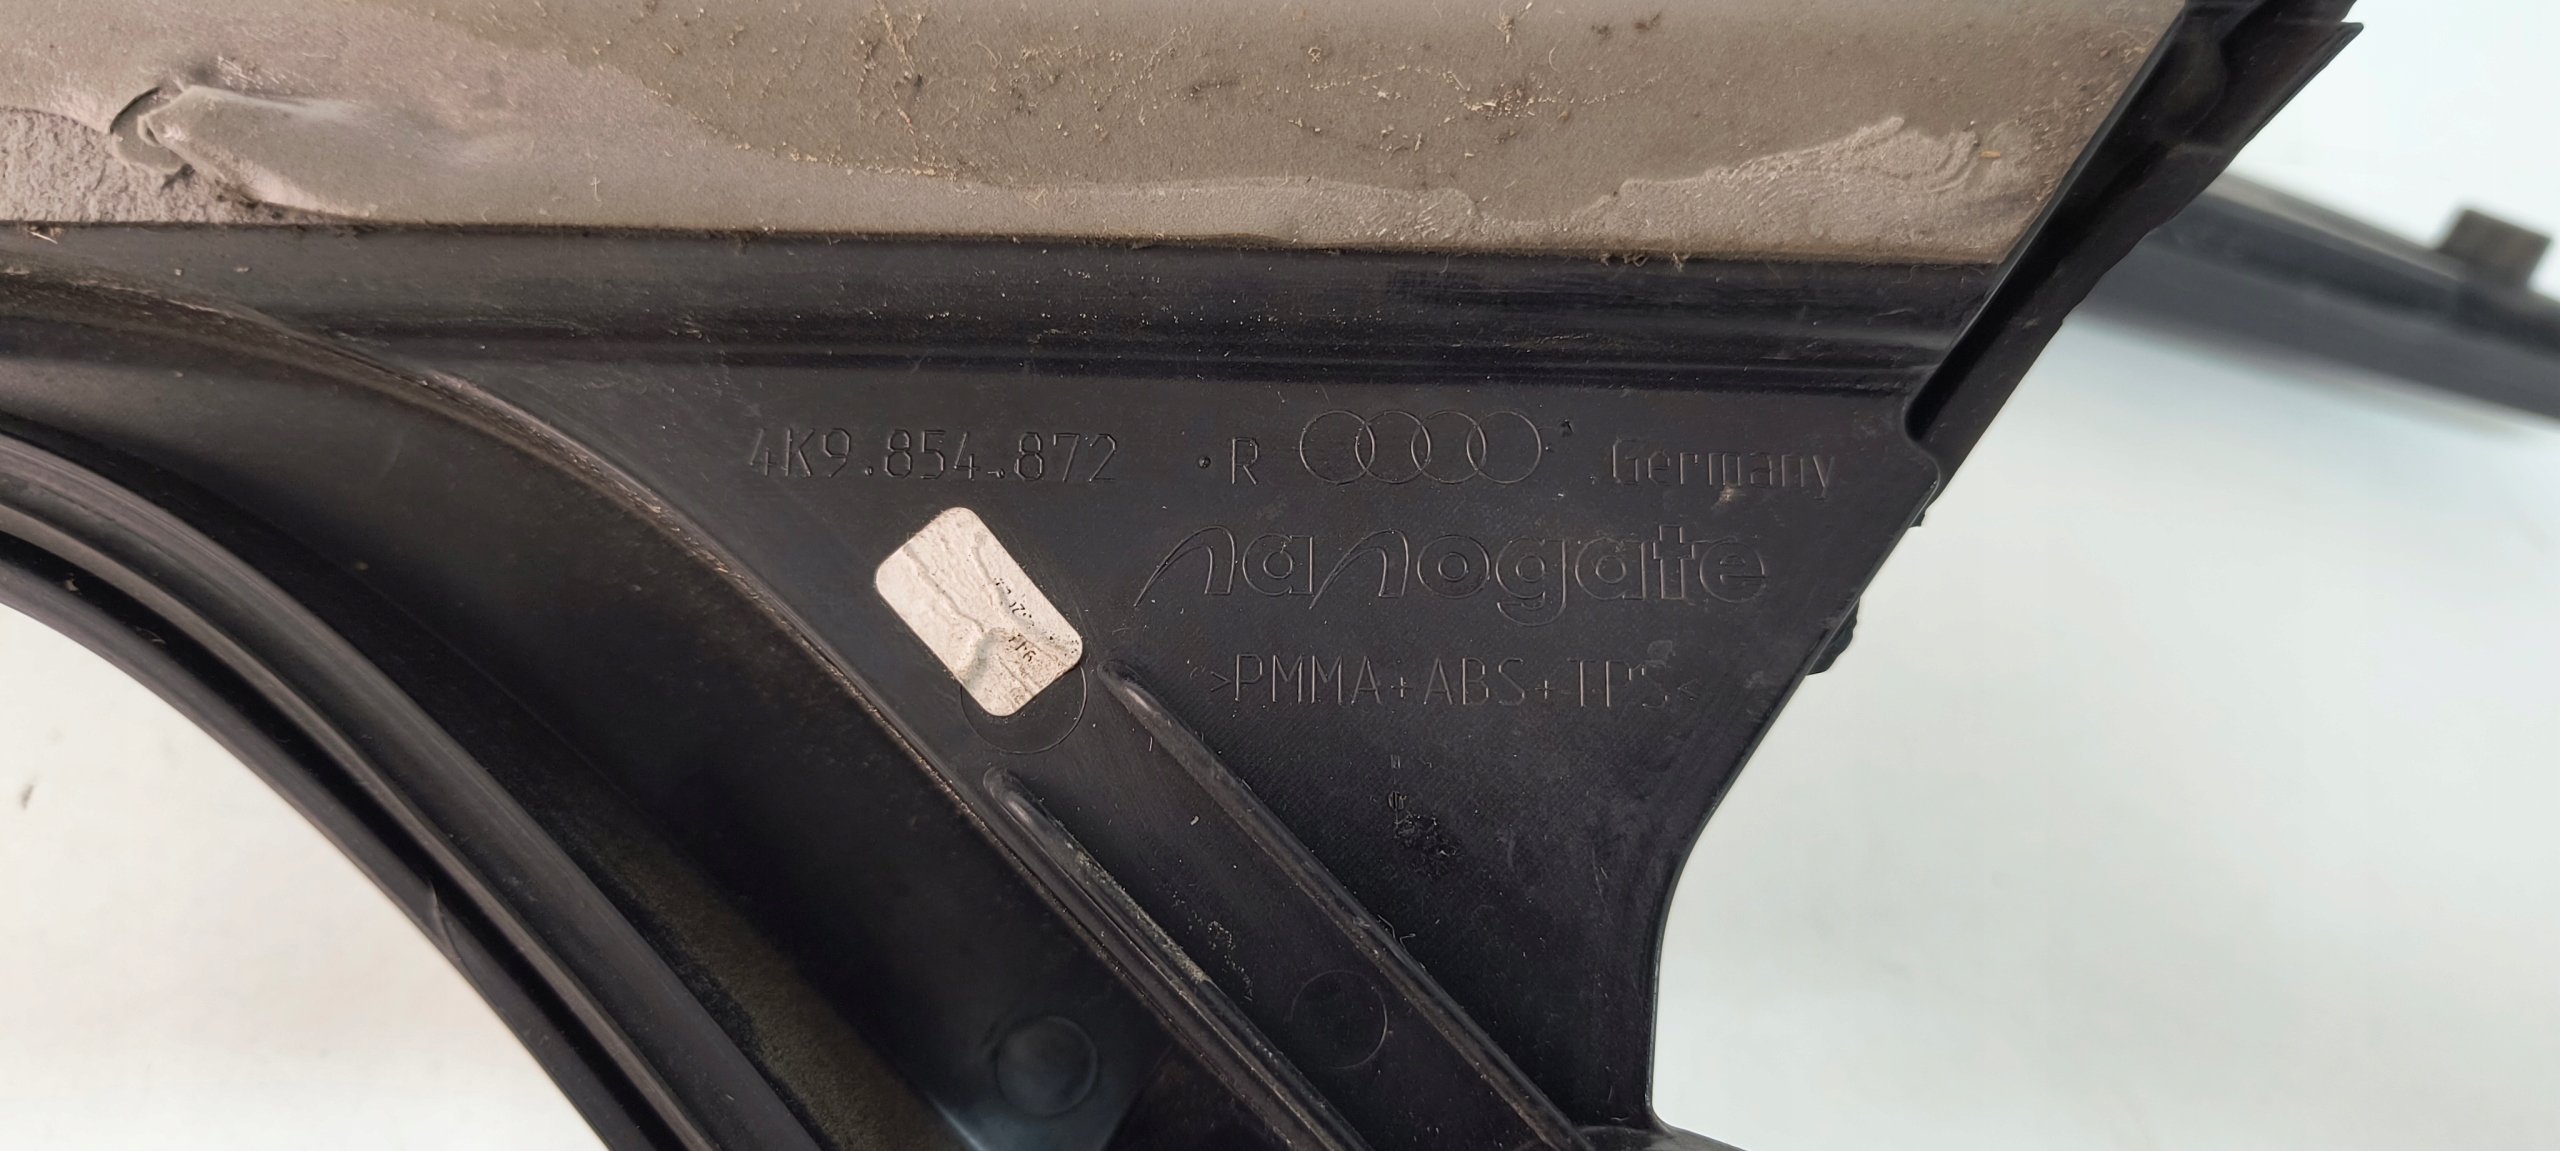 4K9.854.872 .R Germany
nanogate
>PMMA+ABS+TPS<